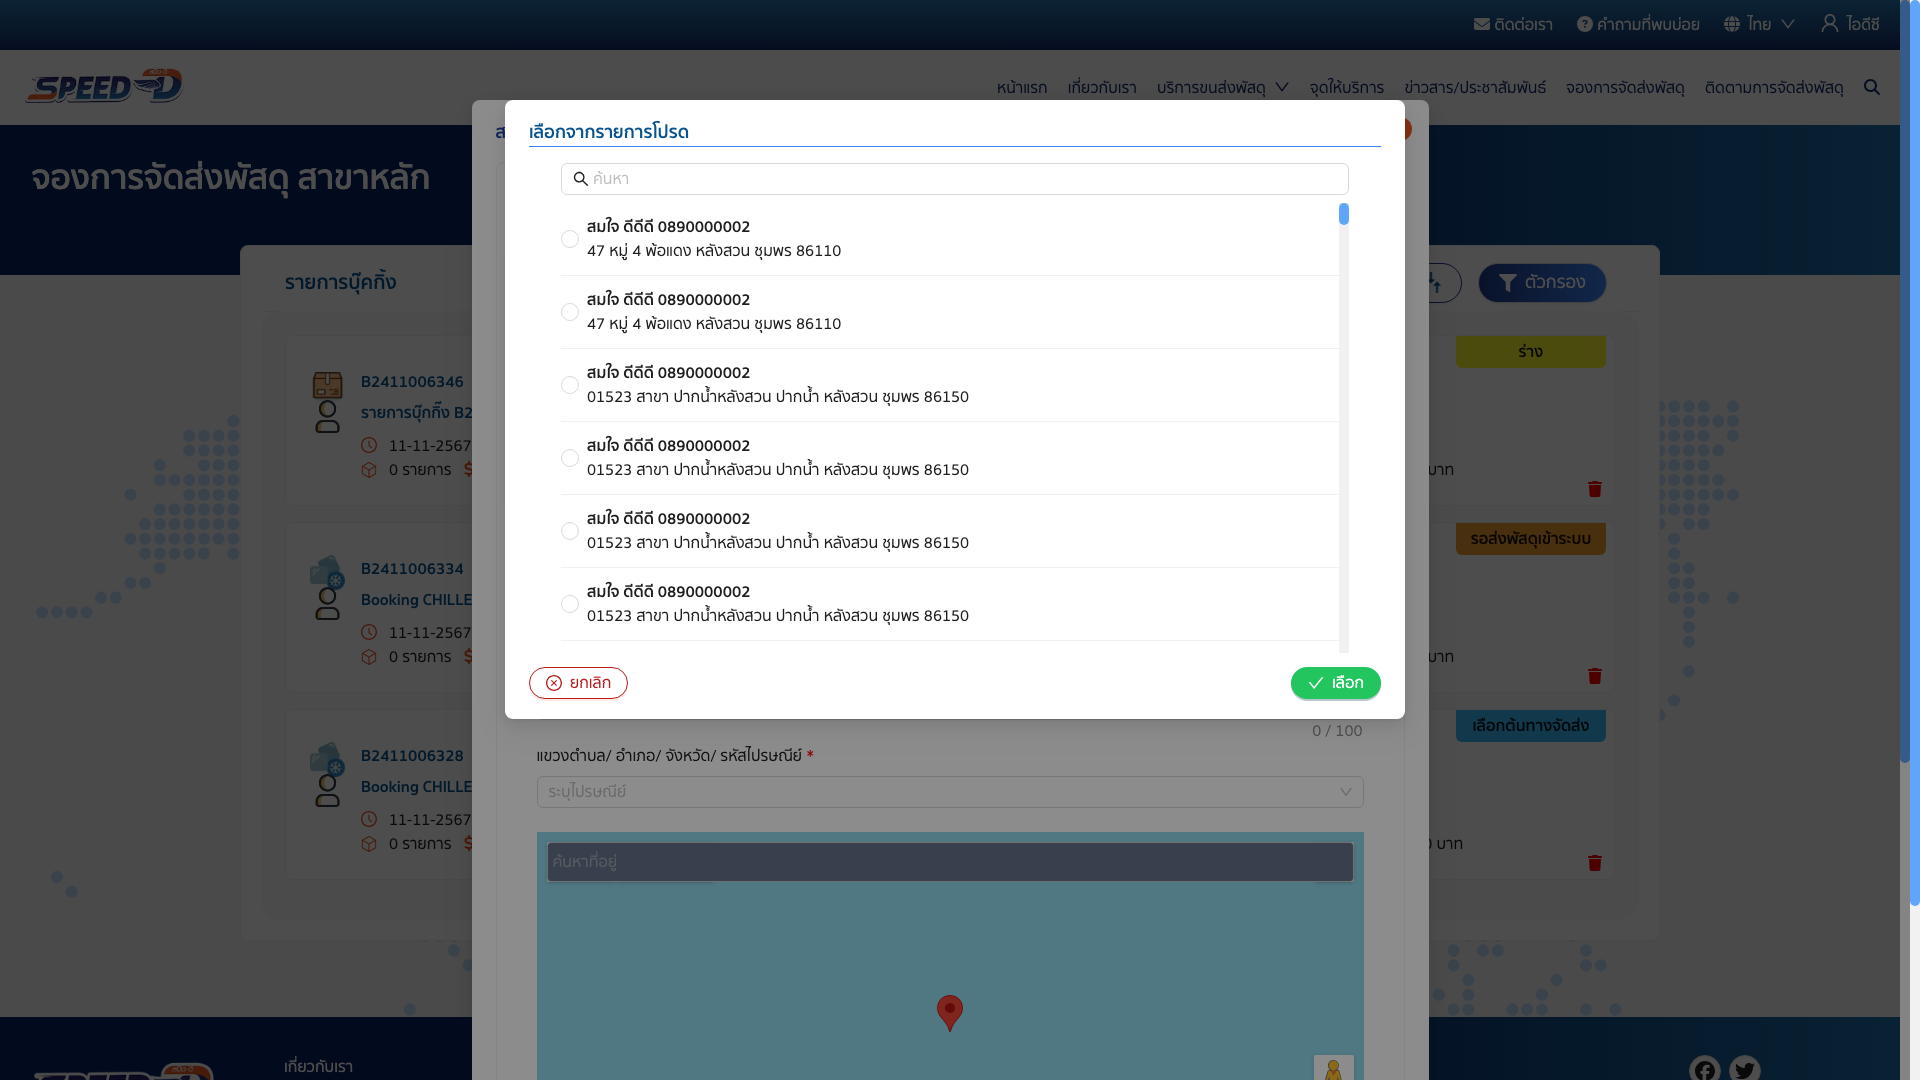 ติดต่อเรา
คำถามที่พบบ่อย
ไทย
ไอดีซี
SPEED-D
หน้าแรก
เกี่ยวกับเรา
บริการขนส่งพัสดุ
จุดให้บริการ
ข่าวสาร/ประชาสัมพันธ์
จองการจัดส่งพัสดุ
ติดตามการจัดส่งพัสดุ
จองการจัดส่งพัสดุ สาขาหลัก
เลือกจากรายการโปรด
ค้นหา
สมใจ ดีดีดี 0890000002
47 หมู่ 4 พ้อแดง หลังสวน ชุมพร 86110
สมใจ ดีดีดี 0890000002
47 หมู่ 4 พ้อแดง หลังสวน ชุมพร 86110
สมใจ ดีดีดี 0890000002
01523 สาขา ปากน้ำหลังสวน ปากน้ำ หลังสวน ชุมพร 86150
สมใจ ดีดีดี 0890000002
01523 สาขา ปากน้ำหลังสวน ปากน้ำ หลังสวน ชุมพร 86150
สมใจ ดีดีดี 0890000002
01523 สาขา ปากน้ำหลังสวน ปากน้ำ หลังสวน ชุมพร 86150
สมใจ ดีดีดี 0890000002
01523 สาขา ปากน้ำหลังสวน ปากน้ำ หลังสวน ชุมพร 86150
ยกเลิก
เลือก
รายการบุ๊คกิ้ง
ตัวกรอง
B2411006346
รายการบุ๊กกิ๊ง B2
11-11-2567
0 รายการ
ร่าง
บาท
B2411006334
Booking CHILLE
11-11-2567
0 รายการ
รอส่งพัสดุเข้าระบบ
บาท
B2411006328
Booking CHILLE
11-11-2567
0 รายการ
เลือกต้นทางจัดส่ง
0 บาท
0 / 100
แขวงตำบล/ อำเภอ/ จังหวัด/ รหัสไปรษณีย์ *
ระบุไปรษณีย์
ค้นหาที่อยู่
เกี่ยวกับเรา